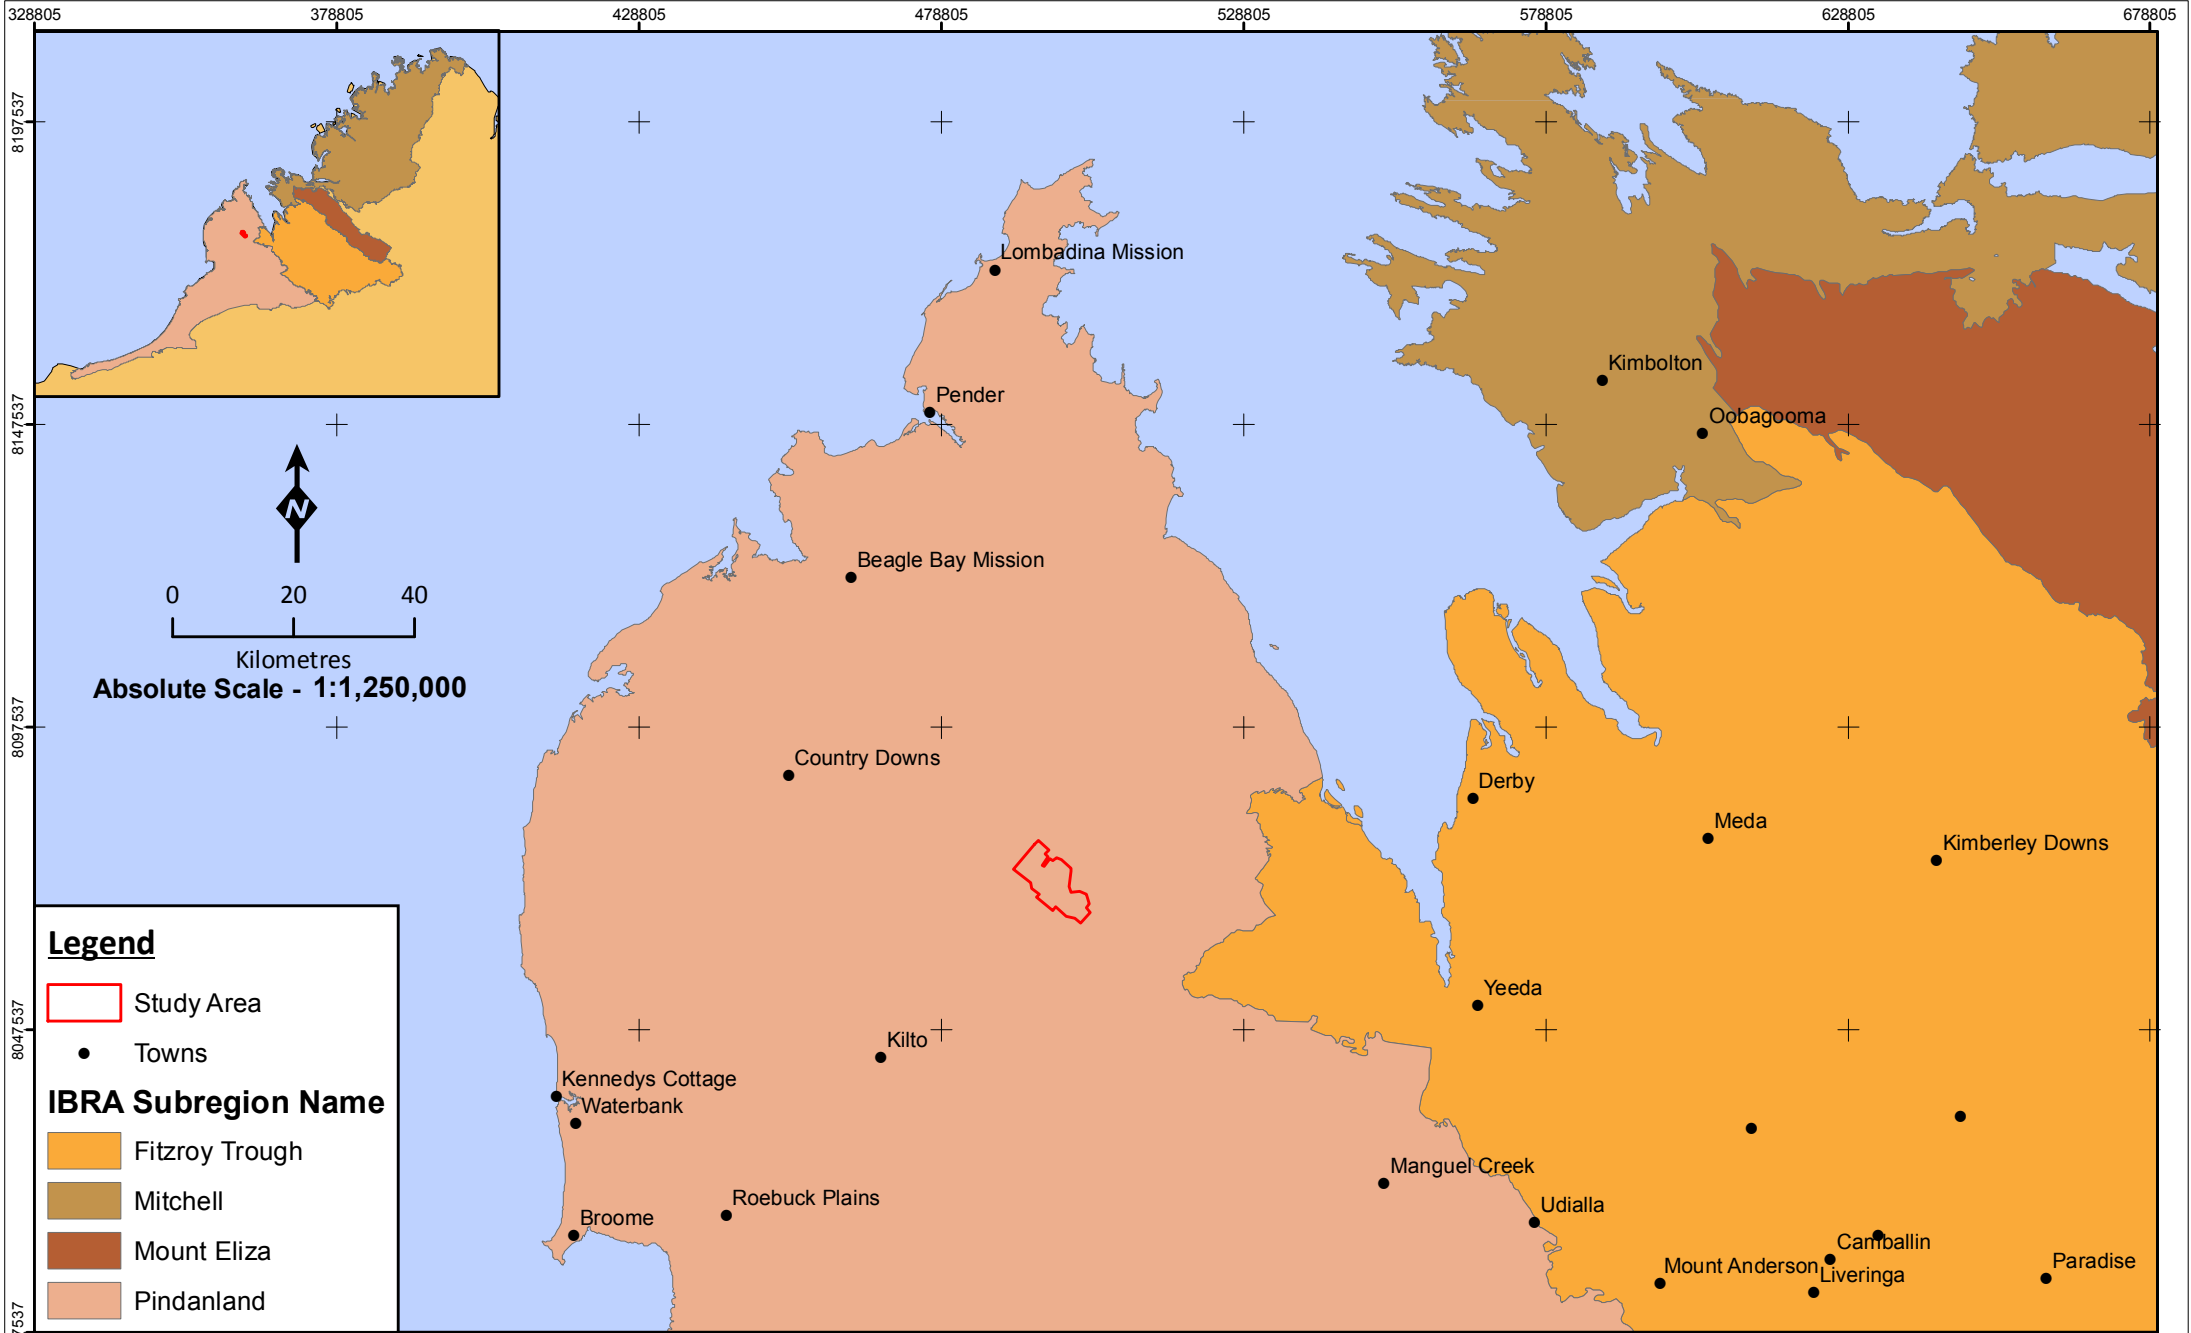 328805 378805 428805 478805 528805 578805 628805 678805
8197537
8147537
8097537
8047537
7537
Lombadina Mission
Kimbolton
Pender
Oobagooma
N
Beagle Bay Mission
0 20 40
Kilometres
Absolute Scale - 1:1,250,000
Country Downs
Derby
Meda
Kimberley Downs
Yeeda
Kilto
Kennedys Cottage
Waterbank
Manguel Creek
Roebuck Plains
Udialla
Broome
Camballin
Paradise
Mount Anderson
Liveringa
Legend
Study Area
Towns
IBRA Subregion Name
Fitzroy Trough
Mitchell
Mount Eliza
Pindanland